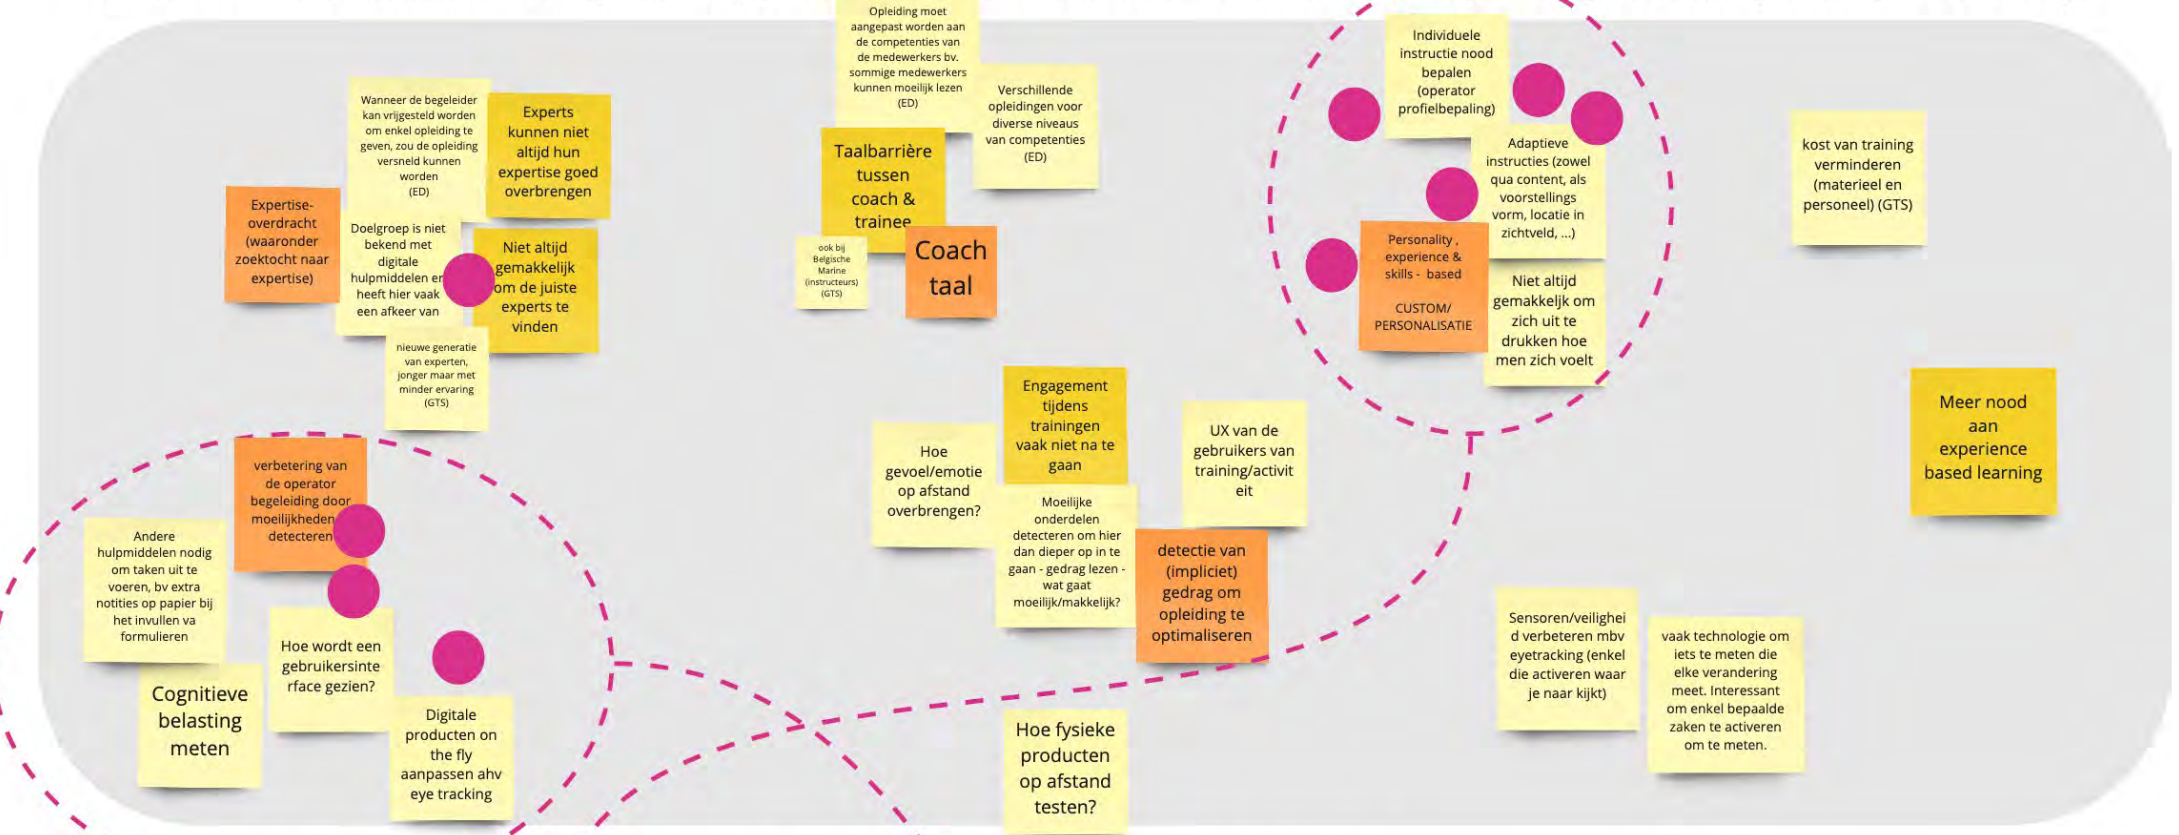 Wanneer de begeleider
kan vrijgesteld worden
om enkel opleiding te
geven, zou de opleiding
versneld kunnen
worden
(ED)
Experts
kunnen niet
altijd hun
expertise goed
overbrengen
Expertise-
overdracht
(waaronder
zoektocht naar
expertise)
Doelgroep is niet
bekend met
digitale
hulpmiddelen en
heeft hier vaak
een afkeer van
Niet altijd
gemakkelijk
om de juiste
experts te
vinden
nieuwe generatie
van experten,
jonger maar met
minder ervaring
(GTS)
Opleiding moet
aangepast worden aan
de competenties van
de medewerkers bv.
sommige medewerkers
kunnen moeilijk lezen
(ED)
Verschillende
opleidingen voor
diverse niveaus
van competenties
(ED)
Taalbarrière
tussen
coach &
trainee
ook bij
Belgische
Marine
(instructeurs)
(GTS)
Coach
taal
Individuele
instructie nood
bepalen
(operator
profielbepaling)
Adaptieve
instructies (zowel
qua content, als
voorstellings
vorm, locatie in
zichtveld, ...)
Personality ,
experience &
skills - based
CUSTOM/
PERSONALISATIE
Niet altijd
gemakkeljk om
zich uit te
drukken hoe
men zich voelt
kost van training
verminderen
(materieel en
personeel) (GTS)
Meer nood
aan
experience
based learning
verbetering van
de operator
begeleiding door
moeilijkheden
detecteren
Andere
hulpmiddelen nodig
om taken uit te
voeren, bv extra
notities op papier bij
het invullen va
formulieren
Hoe wordt een
gebruikersinte
rface gezien?
Cognitieve
belasting
meten
Digitale
producten on
the fly
aanpassen ahv
eye tracking
Engagement
tijdens
trainingen
vaak niet na te
gaan
Hoe
gevoel/emotie
op afstand
overbrengen?
UX van de
gebruikers van
training/activit
eit
Moeilijke
onderdelen
detecteren om hier
dan dieper op in te
gaan - gedrag lezen -
wat gaat
moeilijk/makkelijk?
detectie van
(impliciet)
gedrag om
opleiding te
optimaliseren
Hoe fysieke
producten
op afstand
testen?
Sensoren/veilighei
d verbeteren mbv
eyetracking (enkel
die activeren waar
je naar kijkt)
vaak technologie om
iets te meten die
elke verandering
meet. Interessant
om enkel bepaalde
zaken te activeren
om te meten.